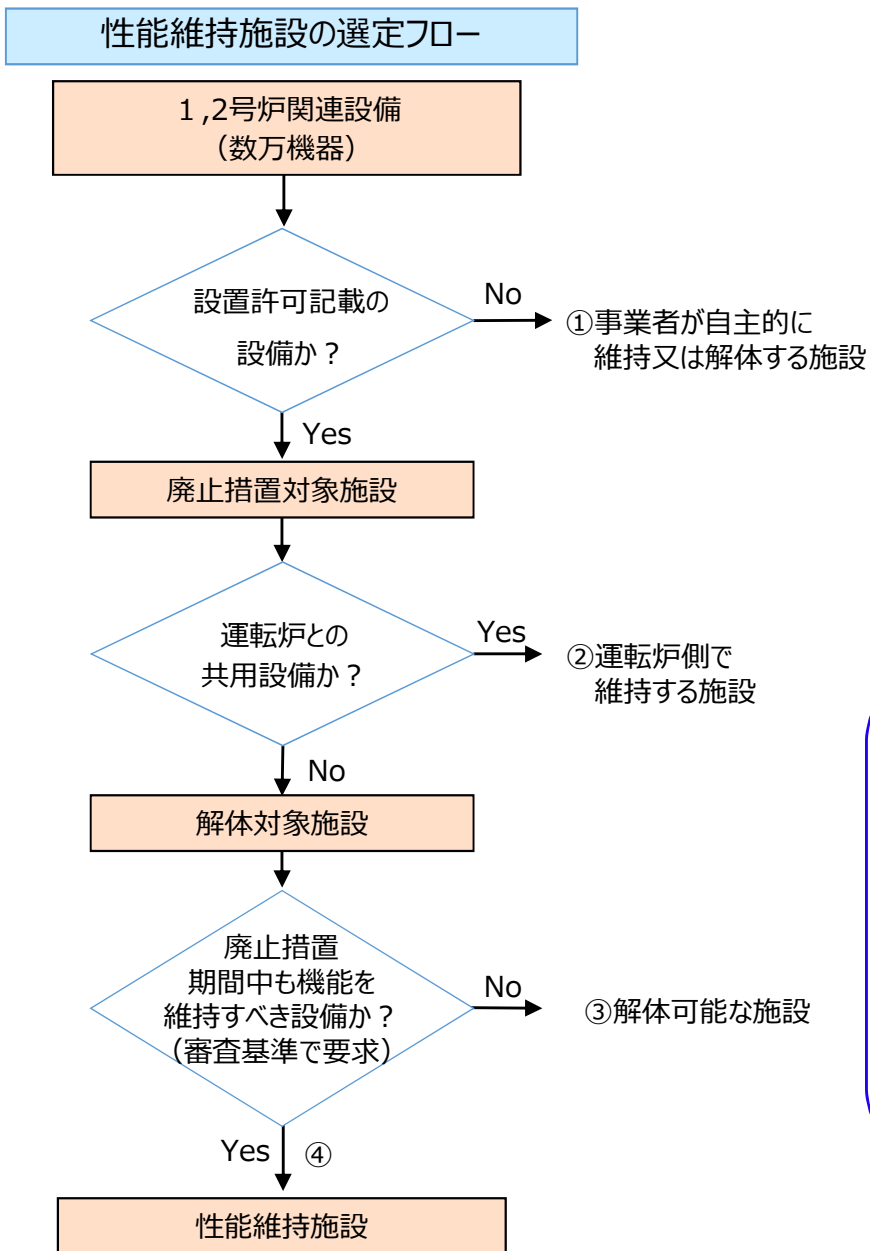 性能維持施設の選定フロー
１,2号炉関連設備
（数万機器）
設置許可記載の
設備か？
No
①事業者が自主的に
維持又は解体する施設
Yes
廃止措置対象施設
運転炉との
共用設備か？
Yes
②運転炉側で
維持する施設
No
解体対象施設
廃止措置
期間中も機能を
維持すべき設備か？
（審査基準で要求）
No
③解体可能な施設
Yes ④
性能維持施設